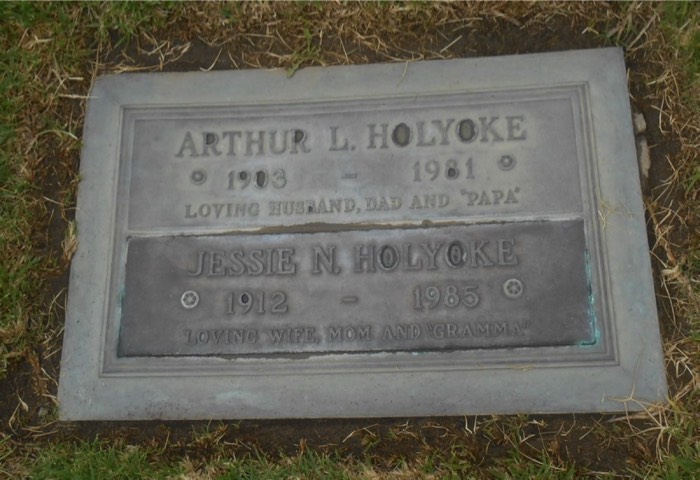 ARTHUR L. HOLYOKE
1903 - 1981
LOVING HUSBAND, DAD AND "PAPA"
JESSIE N. HOLYOKE
1912 - 1985
"LOVING WIFE, MOM AND "GRAMMA"